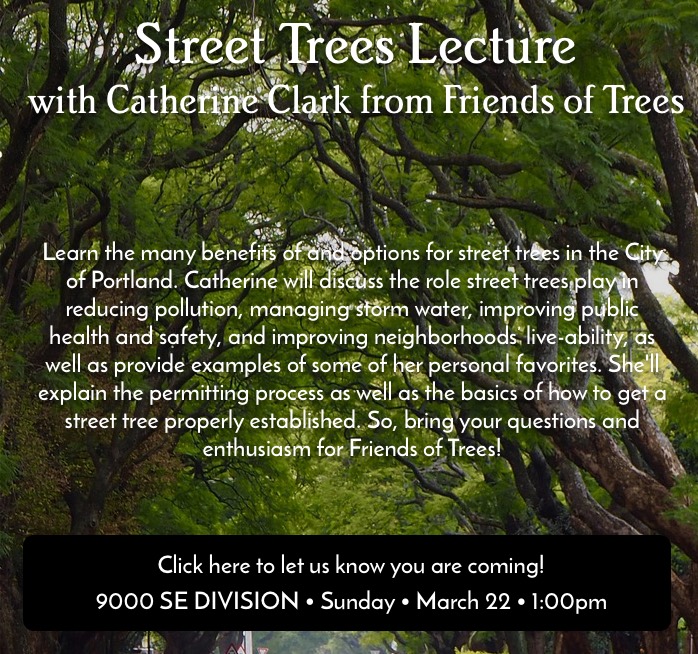 Street Trees Lecture
with Catherine Clark from Friends of Trees
Learn the many benefits of and options for street trees in the City
of Portland. Catherine will discuss the role street trees play in
reducing pollution, managing storm water, improving public
health and safety, and improving neighborhoods' live-ability, as
well as provide examples of some of her personal favorites. She'll
explain the permitting process as well as the basics of how to get a
street tree properly established. So, bring your questions and
enthusiasm for Friends of Trees!
Click here to let us know you are coming!
9000 SE DIVISION • Sunday • March 22 • 1:00pm